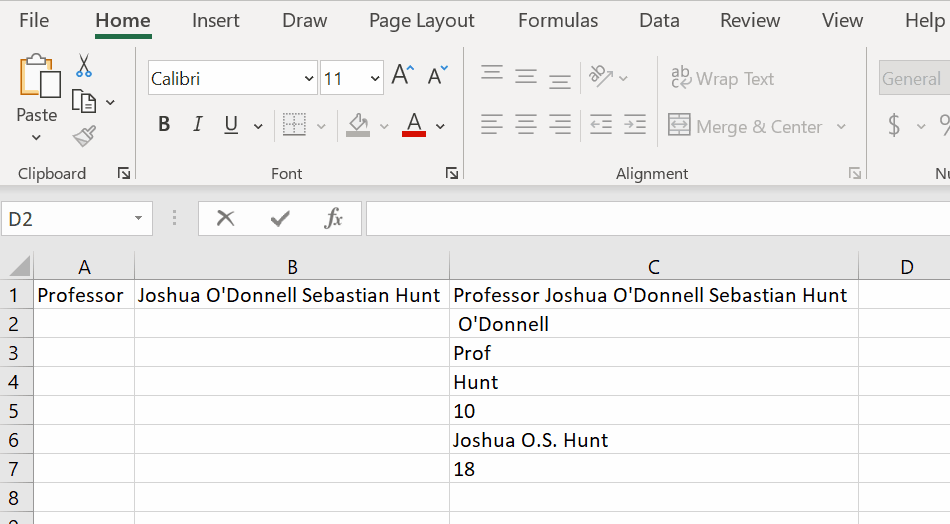 File Home Insert Draw Page Layout Formulas Data Review View Help
Calibri 11 A A ab Wrap Text General
c
Paste B I U A Merge & Center $ %
Clipboard Font Alignment Nu
D2 fx
A B C D
1 Professor Joshua O'Donnell Sebastian Hunt Professor Joshua O'Donnell Sebastian Hunt
2 O'Donnell
3 Prof
4 Hunt
5 10
6 Joshua O.S. Hunt
7 18
8